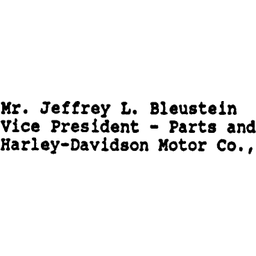 Mr. Jeffrey L. Bleustein
Vice President - Parts and
Harley-Davidson Motor Co.,